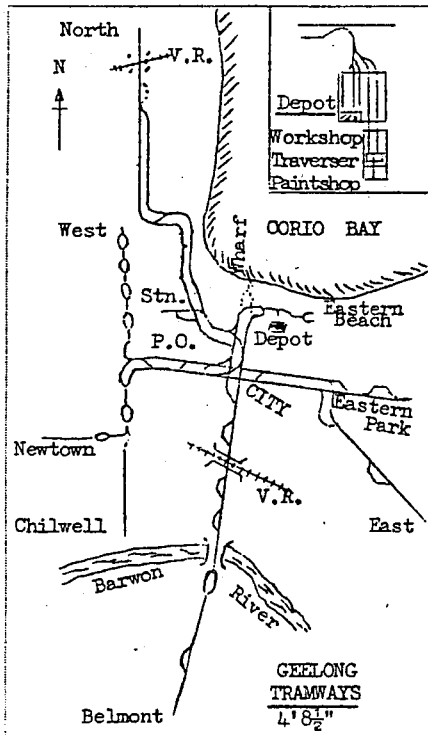 North
N
V.R.
Depot
Workshop
Traverser
Paintshop
West
CORIO BAY
Wharf
Stn.
Eastern
Beach
P.O.
Depot
CITY
Eastern
Park
Newtown
V.R.
Chilwell
East
Barwon
River
GEELONG
TRAMWAYS
4'8½"
Belmont